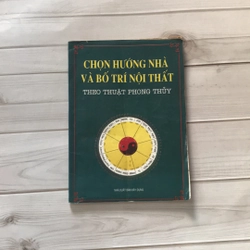 CHỌN HƯỚNG NHÀ
VÀ BỐ TRÍ NỘI THẤT
THEO THUẬT PHONG THỦY